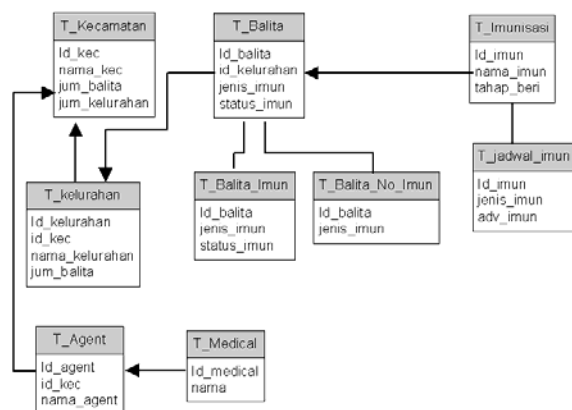 T_Kecamatan
Id_kec
nama_kec
jum_balita
jum_kelurahan
T_Balita
Id_balita
id_kelurahan
jenis_imun
status_imun
T_Imunisasi
Id_imun
nama_imun
tahap_beri
T_kelurahan
Id_kelurahan
id_kec
nama_kelurahan
jum_balita
T_Balita_Imun
Id_balita
jenis_imun
status_imun
T_Balita_No_Imun
Id_balita
jenis_imun
T_jadwal_imun
Id_imun
jenis_imun
adv_imun
T_Agent
Id_agent
id_kec
nama_agent
T_Medical
Id_medical
nama